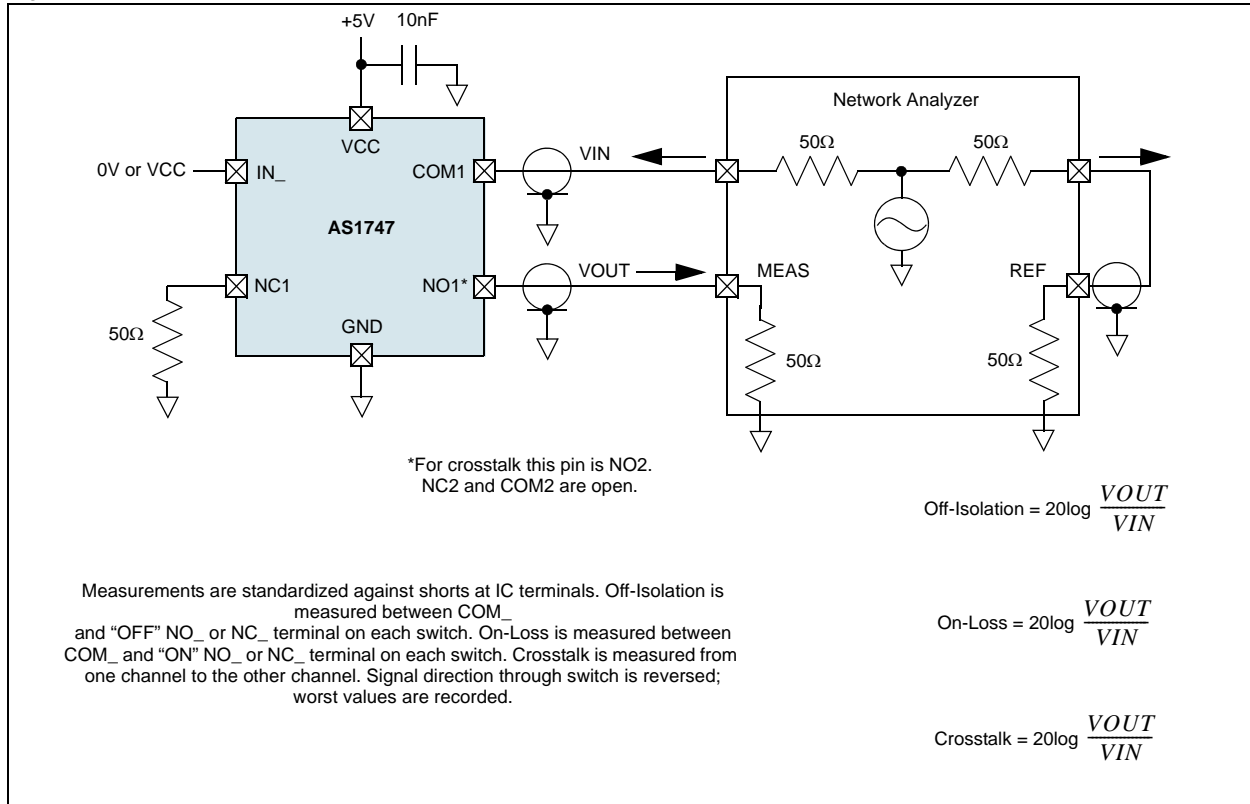 +5V 10nF
Network Analyzer
VCC
50Ω 50Ω
VIN
0V or VCC IN_ COM1
AS1747
VOUT MEAS REF
NC1 NO1*
GND
50Ω
50Ω 50Ω
*For crosstalk this pin is NO2.
NC2 and COM2 are open.
Off-Isolation = 20log VOUT/VIN
Measurements are standardized against shorts at IC terminals. Off-Isolation is
measured between COM_
and “OFF” NO_ or NC_ terminal on each switch. On-Loss is measured between
COM_ and “ON” NO_ or NC_ terminal on each switch. Crosstalk is measured from
one channel to the other channel. Signal direction through switch is reversed;
worst values are recorded.
On-Loss = 20log VOUT/VIN
Crosstalk = 20log VOUT/VIN